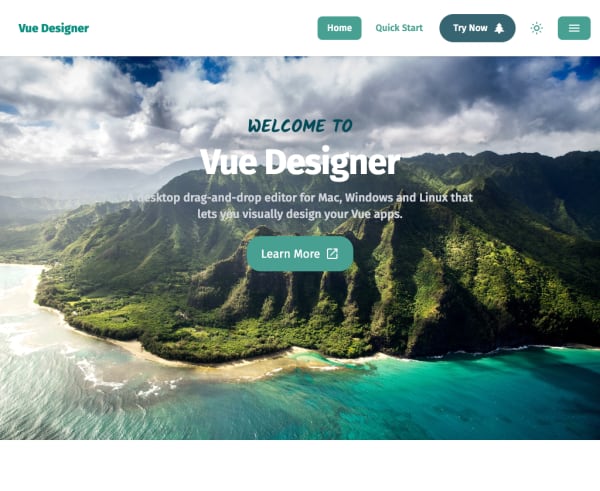 Vue Designer
Home
Quick Start
Try Now
WELCOME TO
Vue Designer
A desktop drag-and-drop editor for Mac, Windows and Linux that
lets you visually design your Vue apps.
Learn More